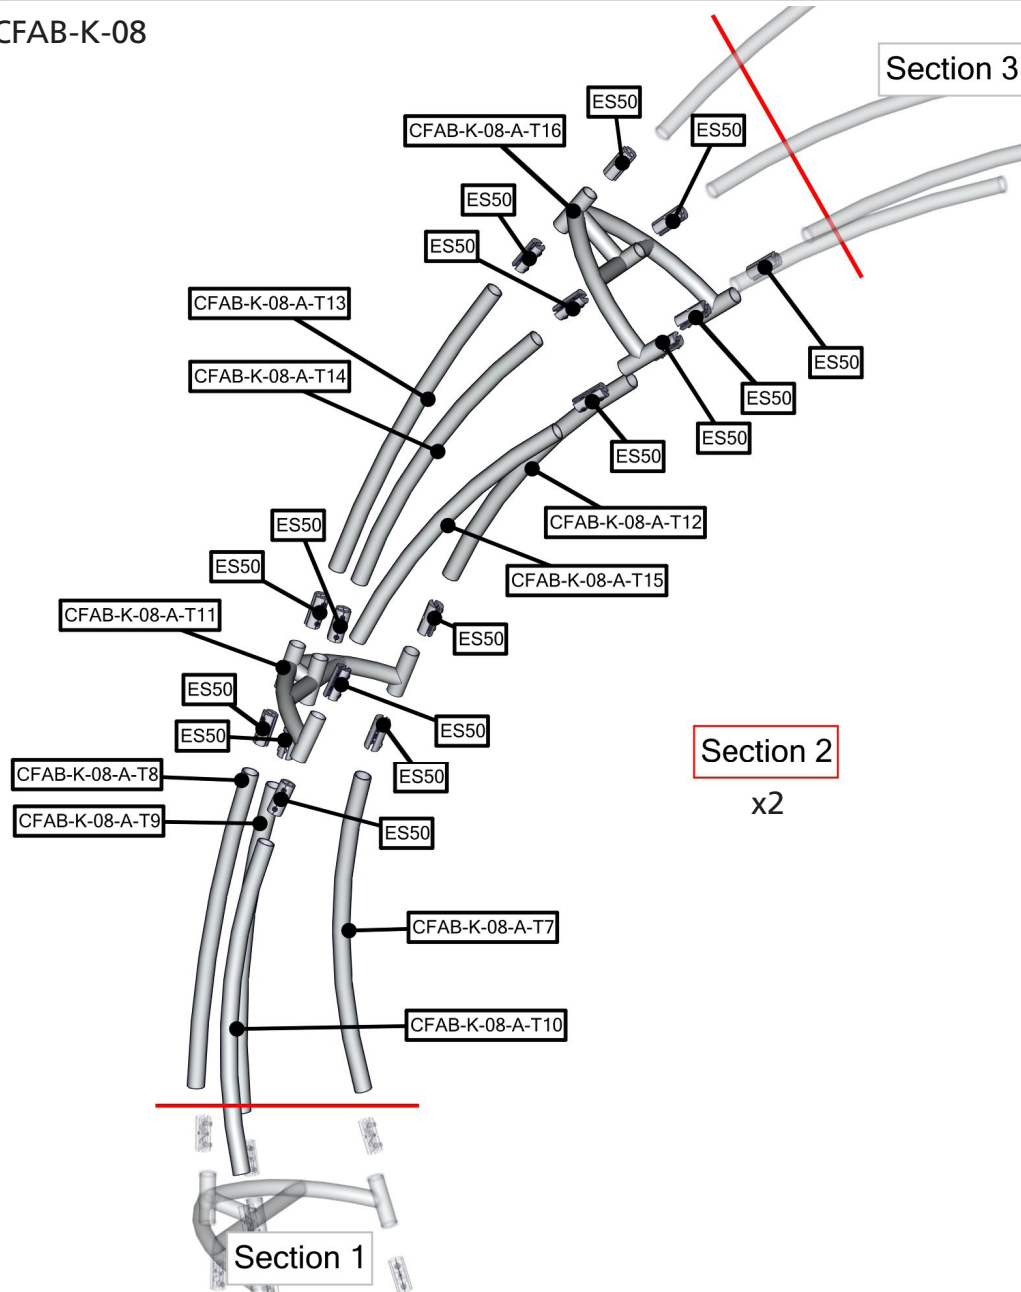 CFAB-K-08
Section 3
ES50
CFAB-K-08-A-T16
ES50
ES50
ES50
CFAB-K-08-A-T13
ES50
CFAB-K-08-A-T14
ES50
ES50
ES50
CFAB-K-08-A-T12
ES50
ES50
CFAB-K-08-A-T15
CFAB-K-08-A-T11
ES50
ES50
ES50
ES50
Section 2
CFAB-K-08-A-T8
ES50
x2
CFAB-K-08-A-T9
ES50
CFAB-K-08-A-T7
CFAB-K-08-A-T10
Section 1